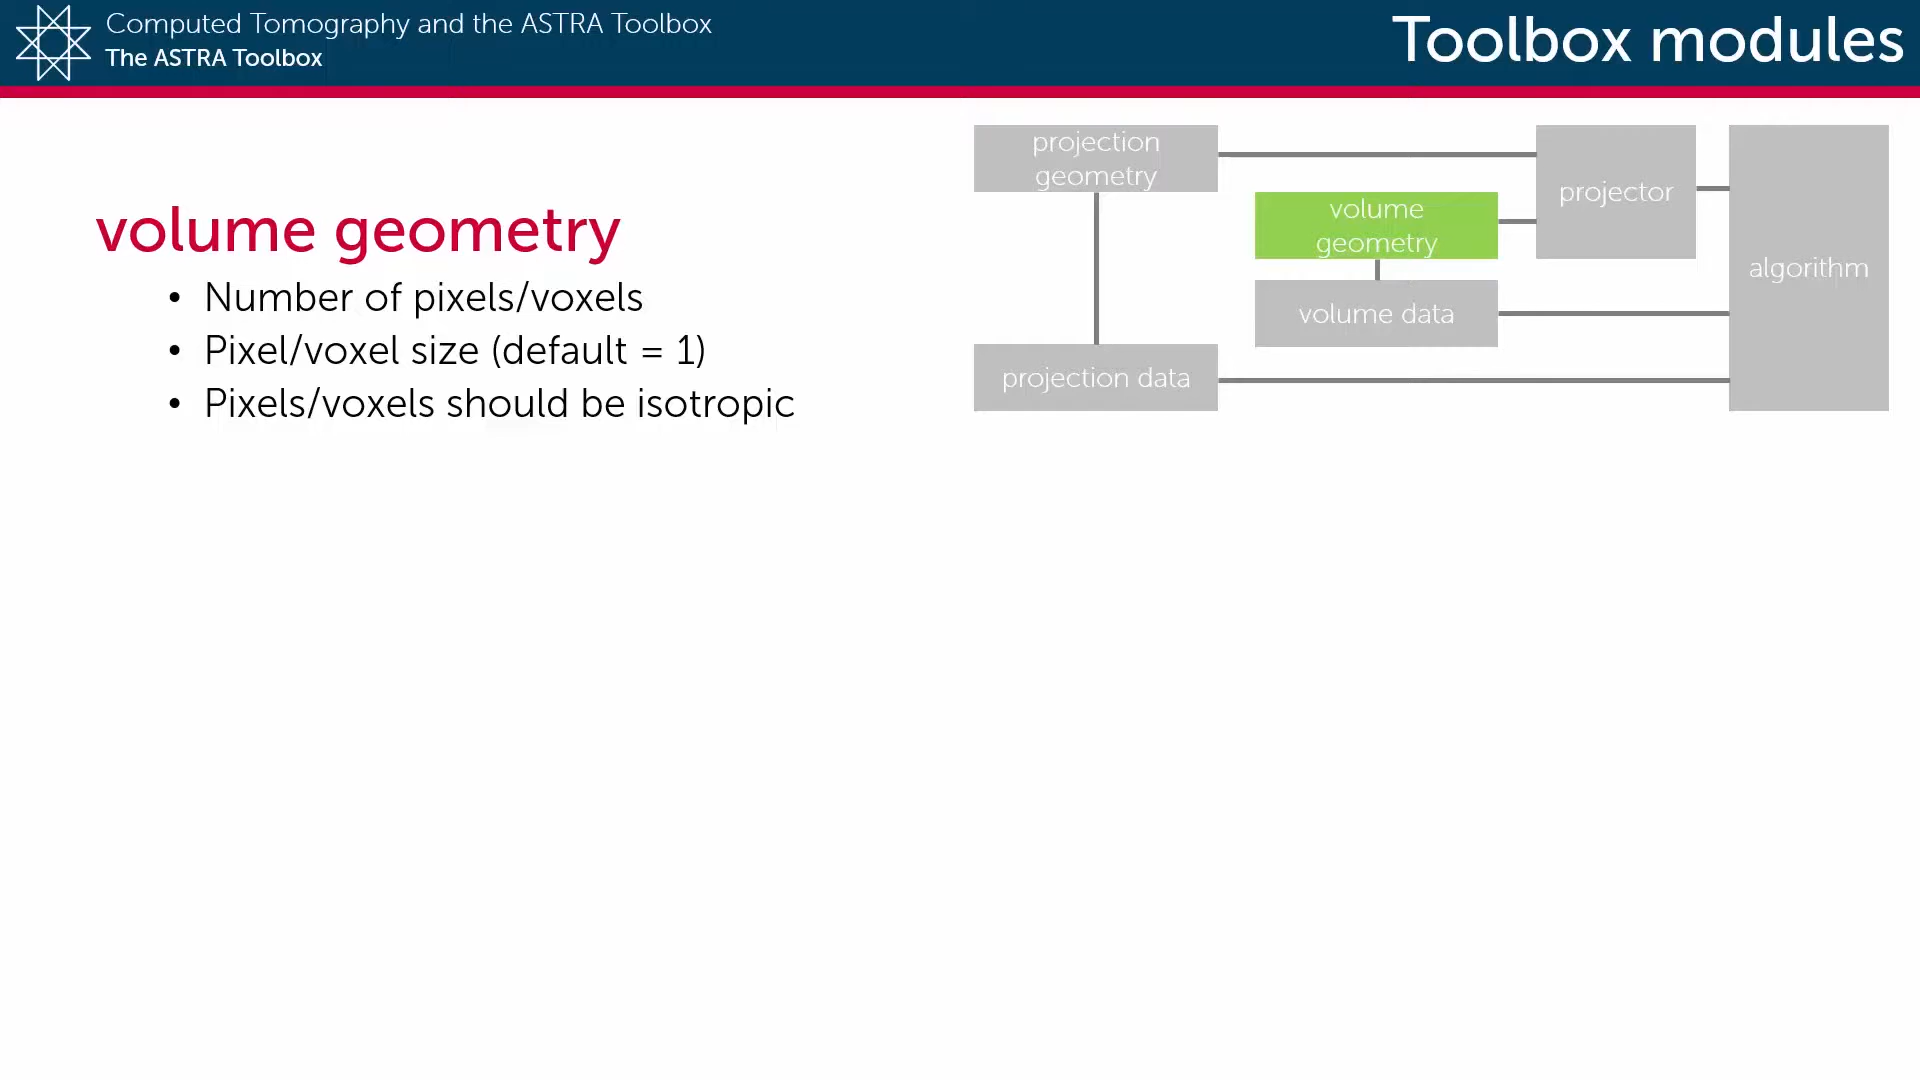 Computed Tomography and the ASTRA Toolbox
The ASTRA Toolbox
Toolbox modules
volume geometry
• Number of pixels/voxels
• Pixel/voxel size (default = 1)
• Pixels/voxels should be isotropic
projection
geometry
volume
geometry
volume data
projection data
projector
algorithm